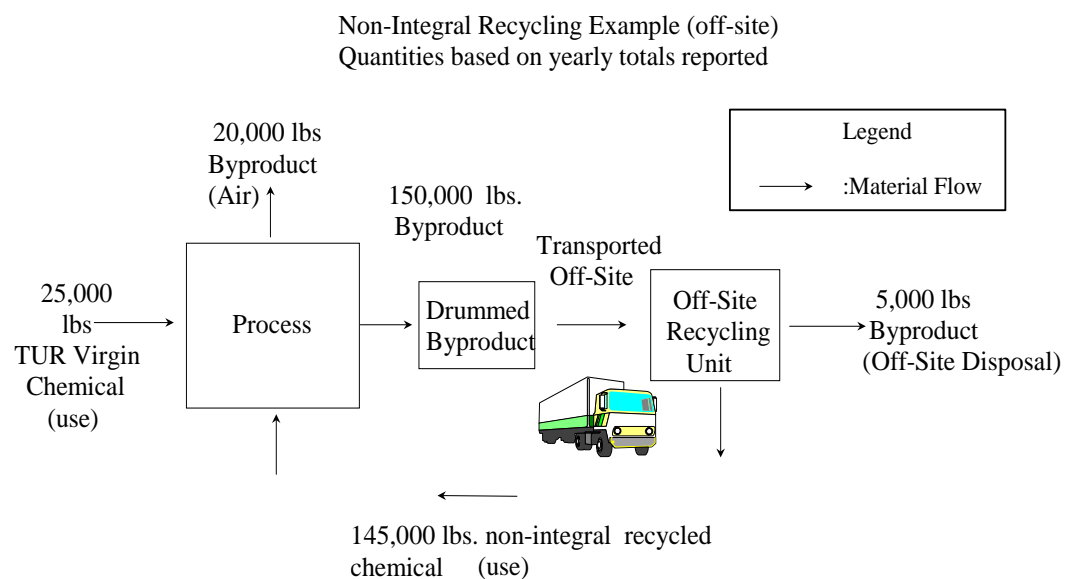 Non-Integral Recycling Example (off-site)
Quantities based on yearly totals reported
20,000 lbs
Byproduct
(Air)
Legend
:Material Flow
150,000 lbs.
Byproduct
Transported
Off-Site
25,000
lbs
TUR Virgin
Chemical
(use)
Process
Drummed
Byproduct
Off-Site
Recycling
Unit
5,000 lbs
Byproduct
(Off-Site Disposal)
145,000 lbs. non-integral recycled
chemical (use)